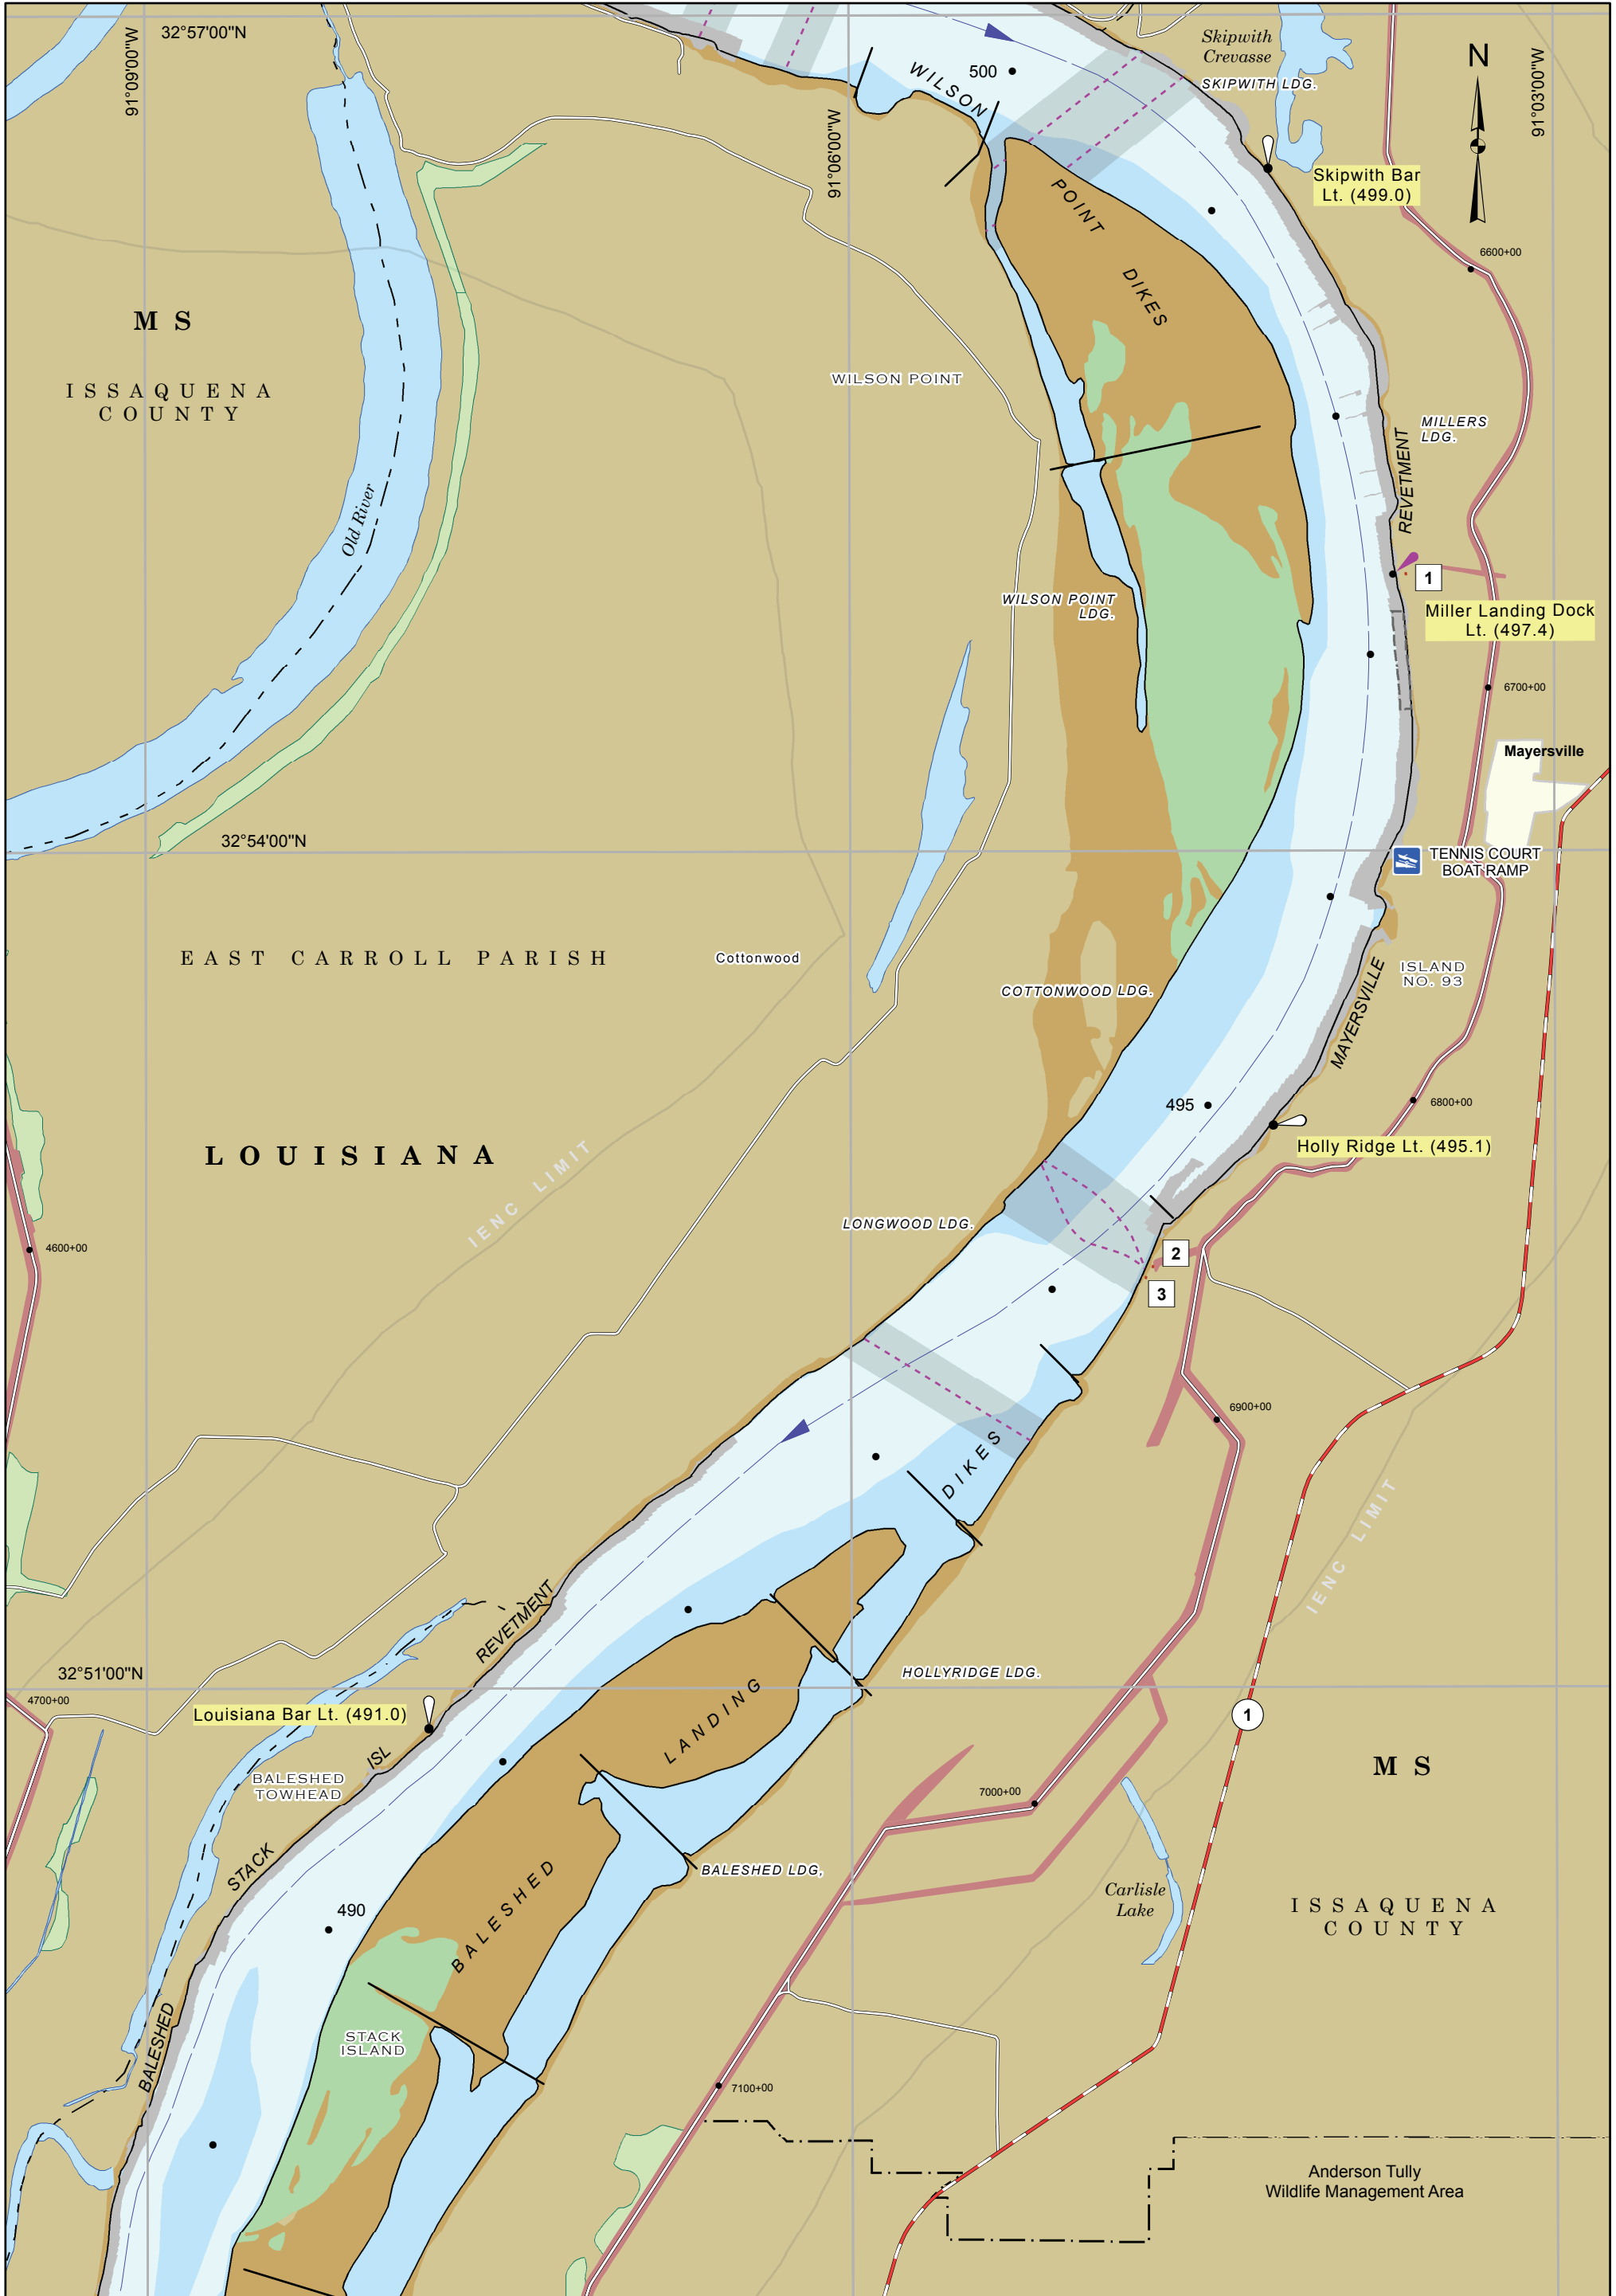 32°57'00"N
91°09'00"W
91°06'00"W
91°03'00"W
N
Skipwith
Crevasse
SKIPWITH LDG.
500
WILSON
POINT
DIKES
Skipwith Bar
Lt. (499.0)
6600+00
M S
ISSAQUENA
COUNTY
Old River
WILSON POINT
MILLERS
LDG.
REVETMENT
1
Miller Landing Dock
Lt. (497.4)
WILSON POINT
LDG.
6700+00
Mayersville
32°54'00"N
TENNIS COURT
BOAT RAMP
EAST CARROLL PARISH
Cottonwood
COTTONWOOD LDG.
ISLAND
NO. 93
MAYERSVILLE
495
6800+00
Holly Ridge Lt. (495.1)
LOUISIANA
IENC LIMIT
LONGWOOD LDG.
4600+00
2
3
6900+00
DIKES
IENC LIMIT
REVETMENT
32°51'00"N
HOLLYRIDGE LDG.
4700+00
Louisiana Bar Lt. (491.0)
LANDING
1
ISL
BALESHED
TOWHEAD
M S
7000+00
STACK
BALESHED LDG,
BALESHED
Carlisle
Lake
ISSAQUENA
COUNTY
490
STACK
ISLAND
BALESHED
7100+00
Anderson Tully
Wildlife Management Area